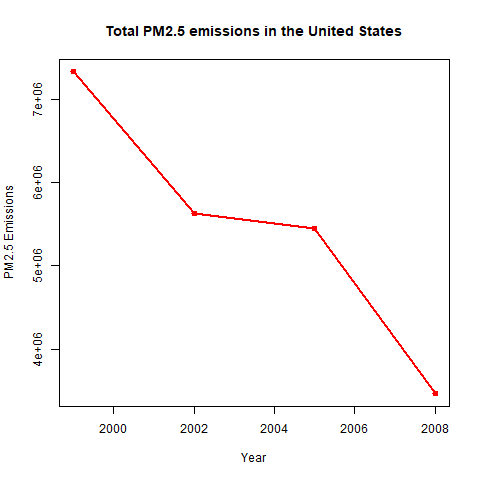 Total PM2.5 emissions in the United States
PM2.5 Emissions
7e+06
6e+06
5e+06
4e+06
2000 2002 2004 2006 2008
Year